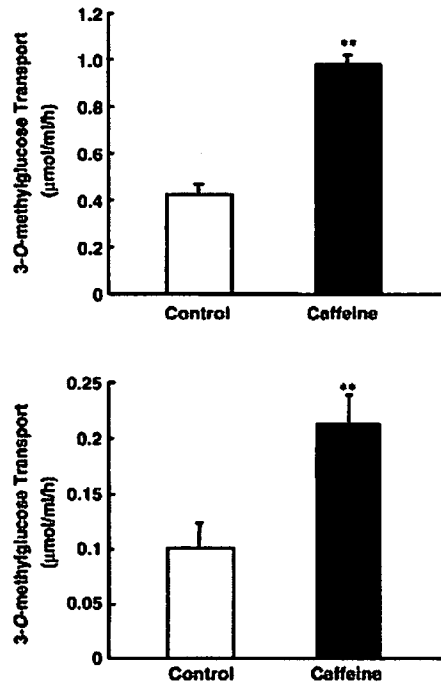 3-O-methylglucose Transport
(μmol/ml/h)
1.2
1.0
0.8
0.6
0.4
0.2
0
**
Control
Caffeine
3-O-methylglucose Transport
(μmol/ml/h)
0.25
0.2
0.15
0.1
0.05
0
**
Control
Caffeine